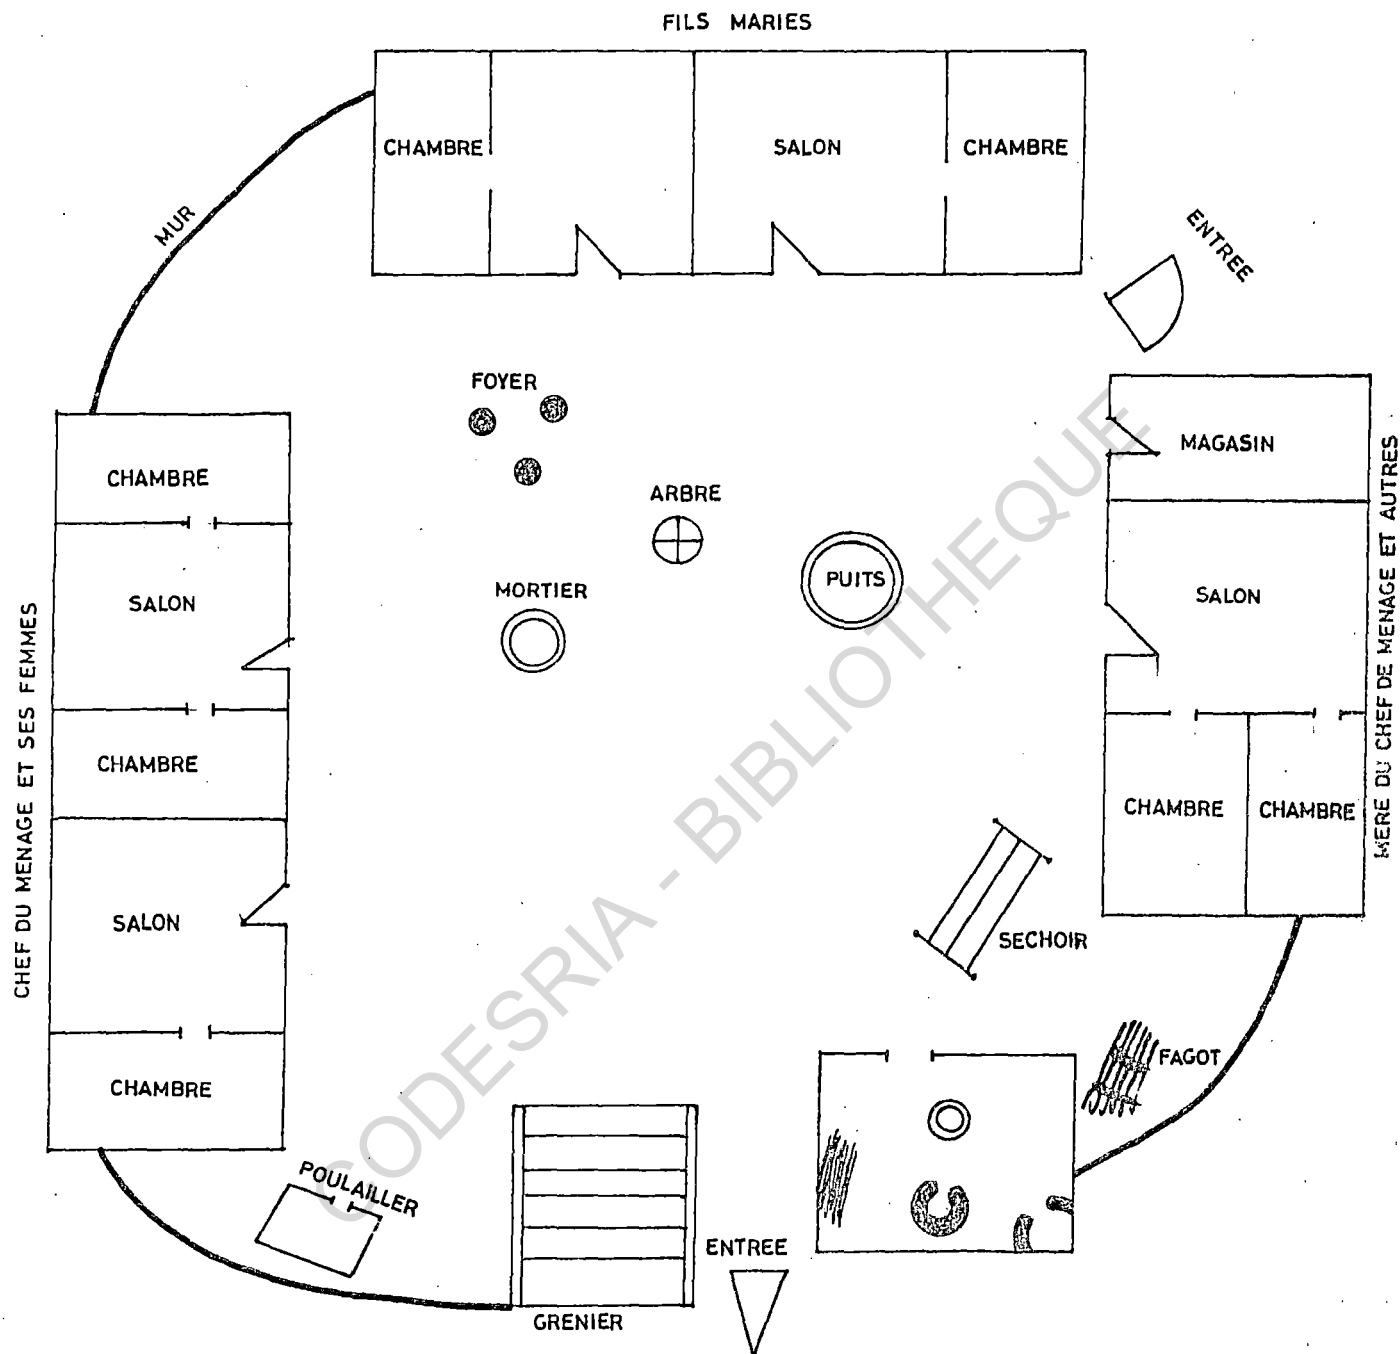 FILS MARIES
CHAMBRE
SALON
CHAMBRE
MUR
ENTREE
FOYER
ARBRE
MORTIER
PUITS
MAGASIN
SALON
CHAMBRE
CHAMBRE
MERE DU CHEF DE MENAGE ET AUTRES
CHAMBRE
SALON
CHAMBRE
SALON
CHAMBRE
CHEF DU MENAGE ET SES FEMMES
SECHOIR
FAGOT
POULAILLER
GRENIER
ENTREE
CODESRIA - BIBLIOTHEQUE